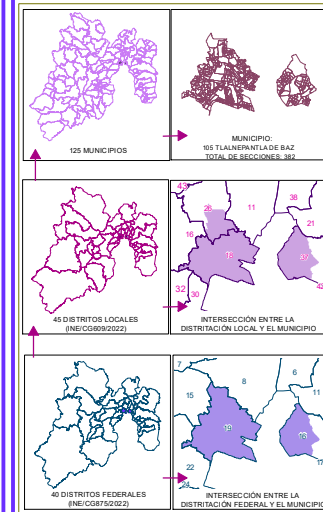 125 MUNICIPIOS
MUNICIPIO:
105 TLALNEPANTLA DE BAZ
TOTAL DE SECCIONES: 382
43
26
11
38
16
21
18
37
32
30
42
45 DISTRITOS LOCALES
(INE/CG609/2022)
INTERSECCIÓN ENTRE LA
DISTRITACIÓN LOCAL Y EL MUNICIPIO
7
8
6
15
11
19
16
22
17
24
40 DISTRITOS FEDERALES
(INE/CG875/2022)
INTERSECCIÓN ENTRE LA
DISTRITACIÓN FEDERAL Y EL MUNICIPIO